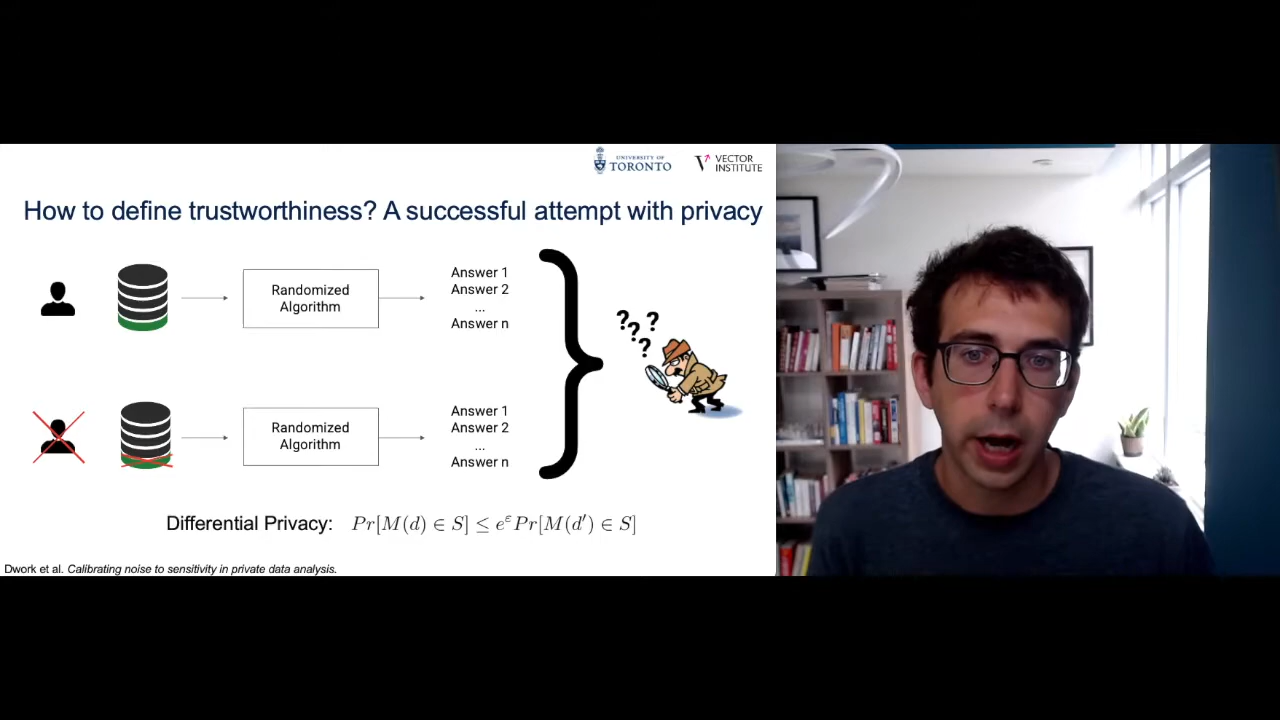 UNIVERSITY OF
TORONTO
VECTOR
INSTITUTE
How to define trustworthiness? A successful attempt with privacy
Randomized
Algorithm
Answer 1
Answer 2
...
Answer n
? ? ? ?
Randomized
Algorithm
Answer 1
Answer 2
...
Answer n
Differential Privacy: Pr[M(d) ∈ S] ≤ e^ε Pr[M(d′) ∈ S]
Dwork et al. Calibrating noise to sensitivity in private data analysis.